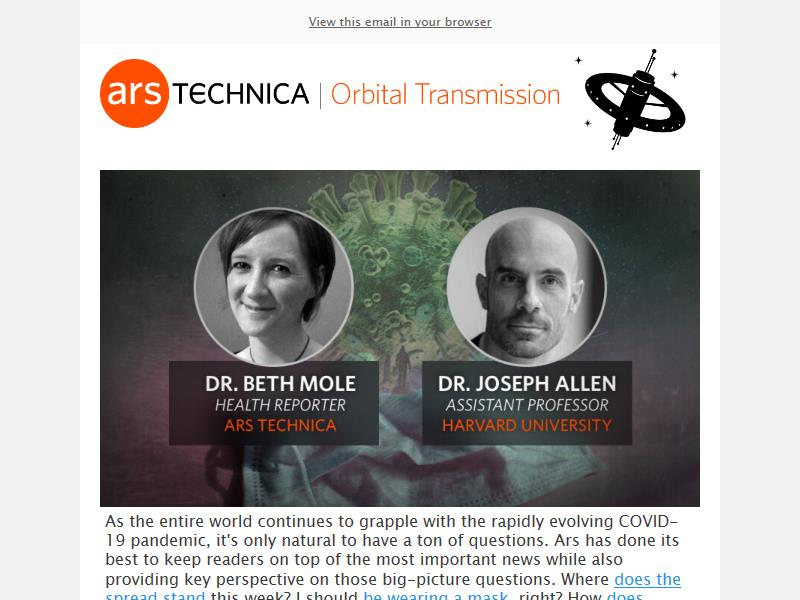 View this email in your browser
ars TECHNICA | Orbital Transmission
DR. BETH MOLE
HEALTH REPORTER
ARS TECHNICA
DR. JOSEPH ALLEN
ASSISTANT PROFESSOR
HARVARD UNIVERSITY
As the entire world continues to grapple with the rapidly evolving COVID-
19 pandemic, it's only natural to have a ton of questions. Ars has done its
best to keep readers on top of the most important news while also
providing key perspective on those big-picture questions. Where does the
spread stand this week? I should be wearing a mask, right? How does